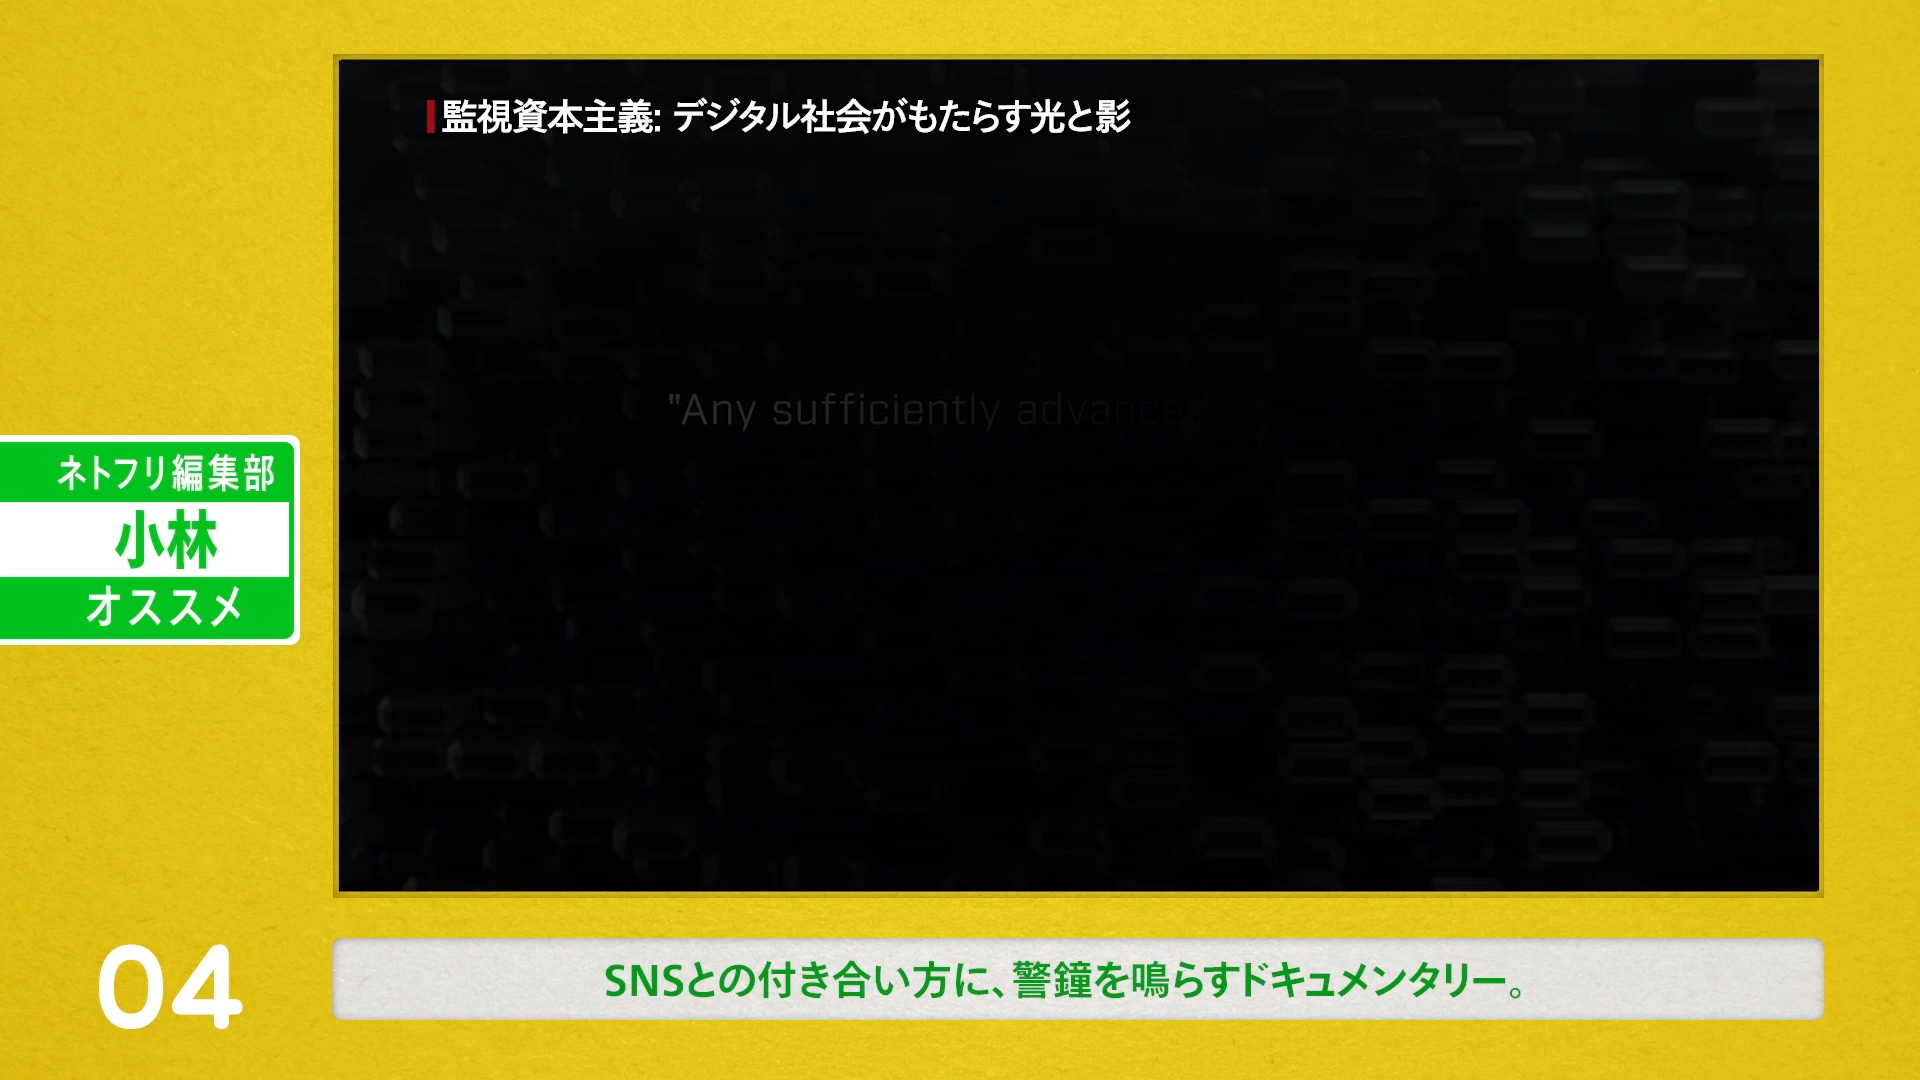 監視資本主義: デジタル社会がもたらす光と影
"Any sufficiently advanced
ネトフリ編集部
小林
オススメ
04
SNSとの付き合い方に、警鐘を鳴らすドキュメンタリー。